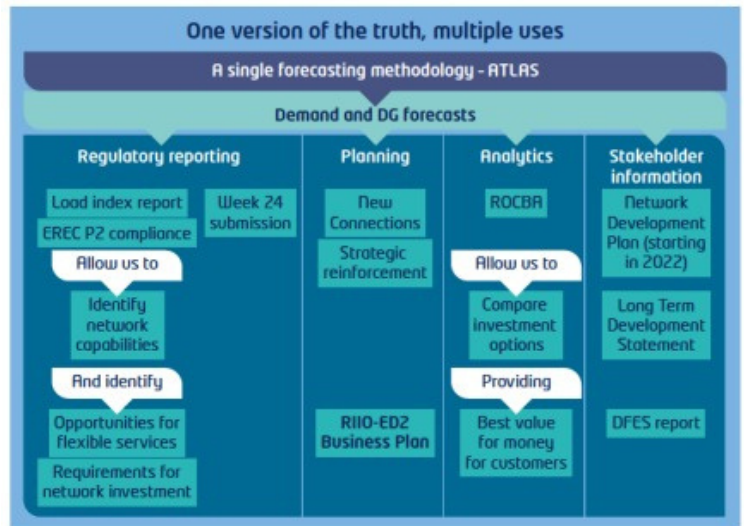 One version of the truth, multiple uses
A single forecasting methodology - ATLAS
Demand and DG forecasts
Regulatory reporting
Load index report
EREC P2 compliance
Week 24
submission
Allow us to
Identify
network
capabilities
And identify
Opportunities for
flexible services
Requirements for
network investment
Planning
New
Connections
Strategic
reinforcement
RIIO-ED2
Business Plan
Analytics
ROCBA
Allow us to
Compare
investment
options
Providing
Best value
for money
for customers
Stakeholder
information
Network
Development
Plan (starting
in 2022)
Long Term
Development
Statement
DFES report